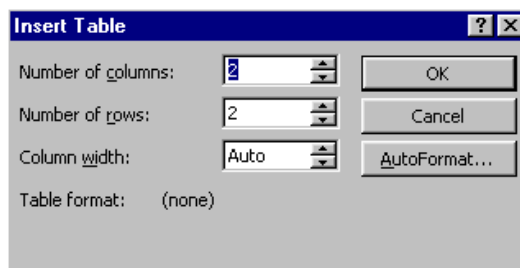 Insert Table
Number of columns: 2 OK
Number of rows: 2 Cancel
Column width: Auto AutoFormat...
Table format: (none)